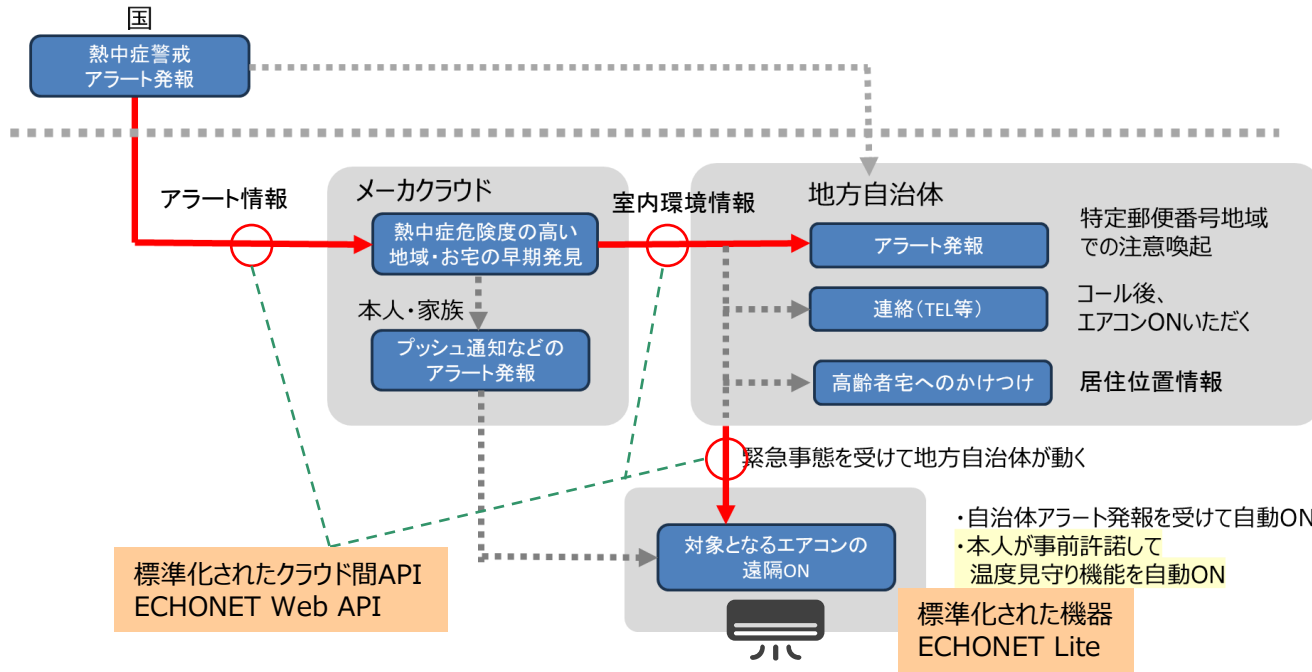 国
熱中症警戒
アラート発報
アラート情報
メーカクラウド
熱中症危険度の高い
地域・お宅の早期発見
本人・家族
プッシュ通知などの
アラート発報
室内環境情報
地方自治体
アラート発報
特定郵便番号地域
での注意喚起
連絡（TEL等）
コール後、
エアコンONいただく
高齢者宅へのかけつけ
居住位置情報
緊急事態を受けて地方自治体が動く
対象となるエアコンの
遠隔ON
・自治体アラート発報を受けて自動ON
・本人が事前許諾して
温度見守り機能を自動ON
標準化されたクラウド間API
ECHONET Web API
標準化された機器
ECHONET Lite